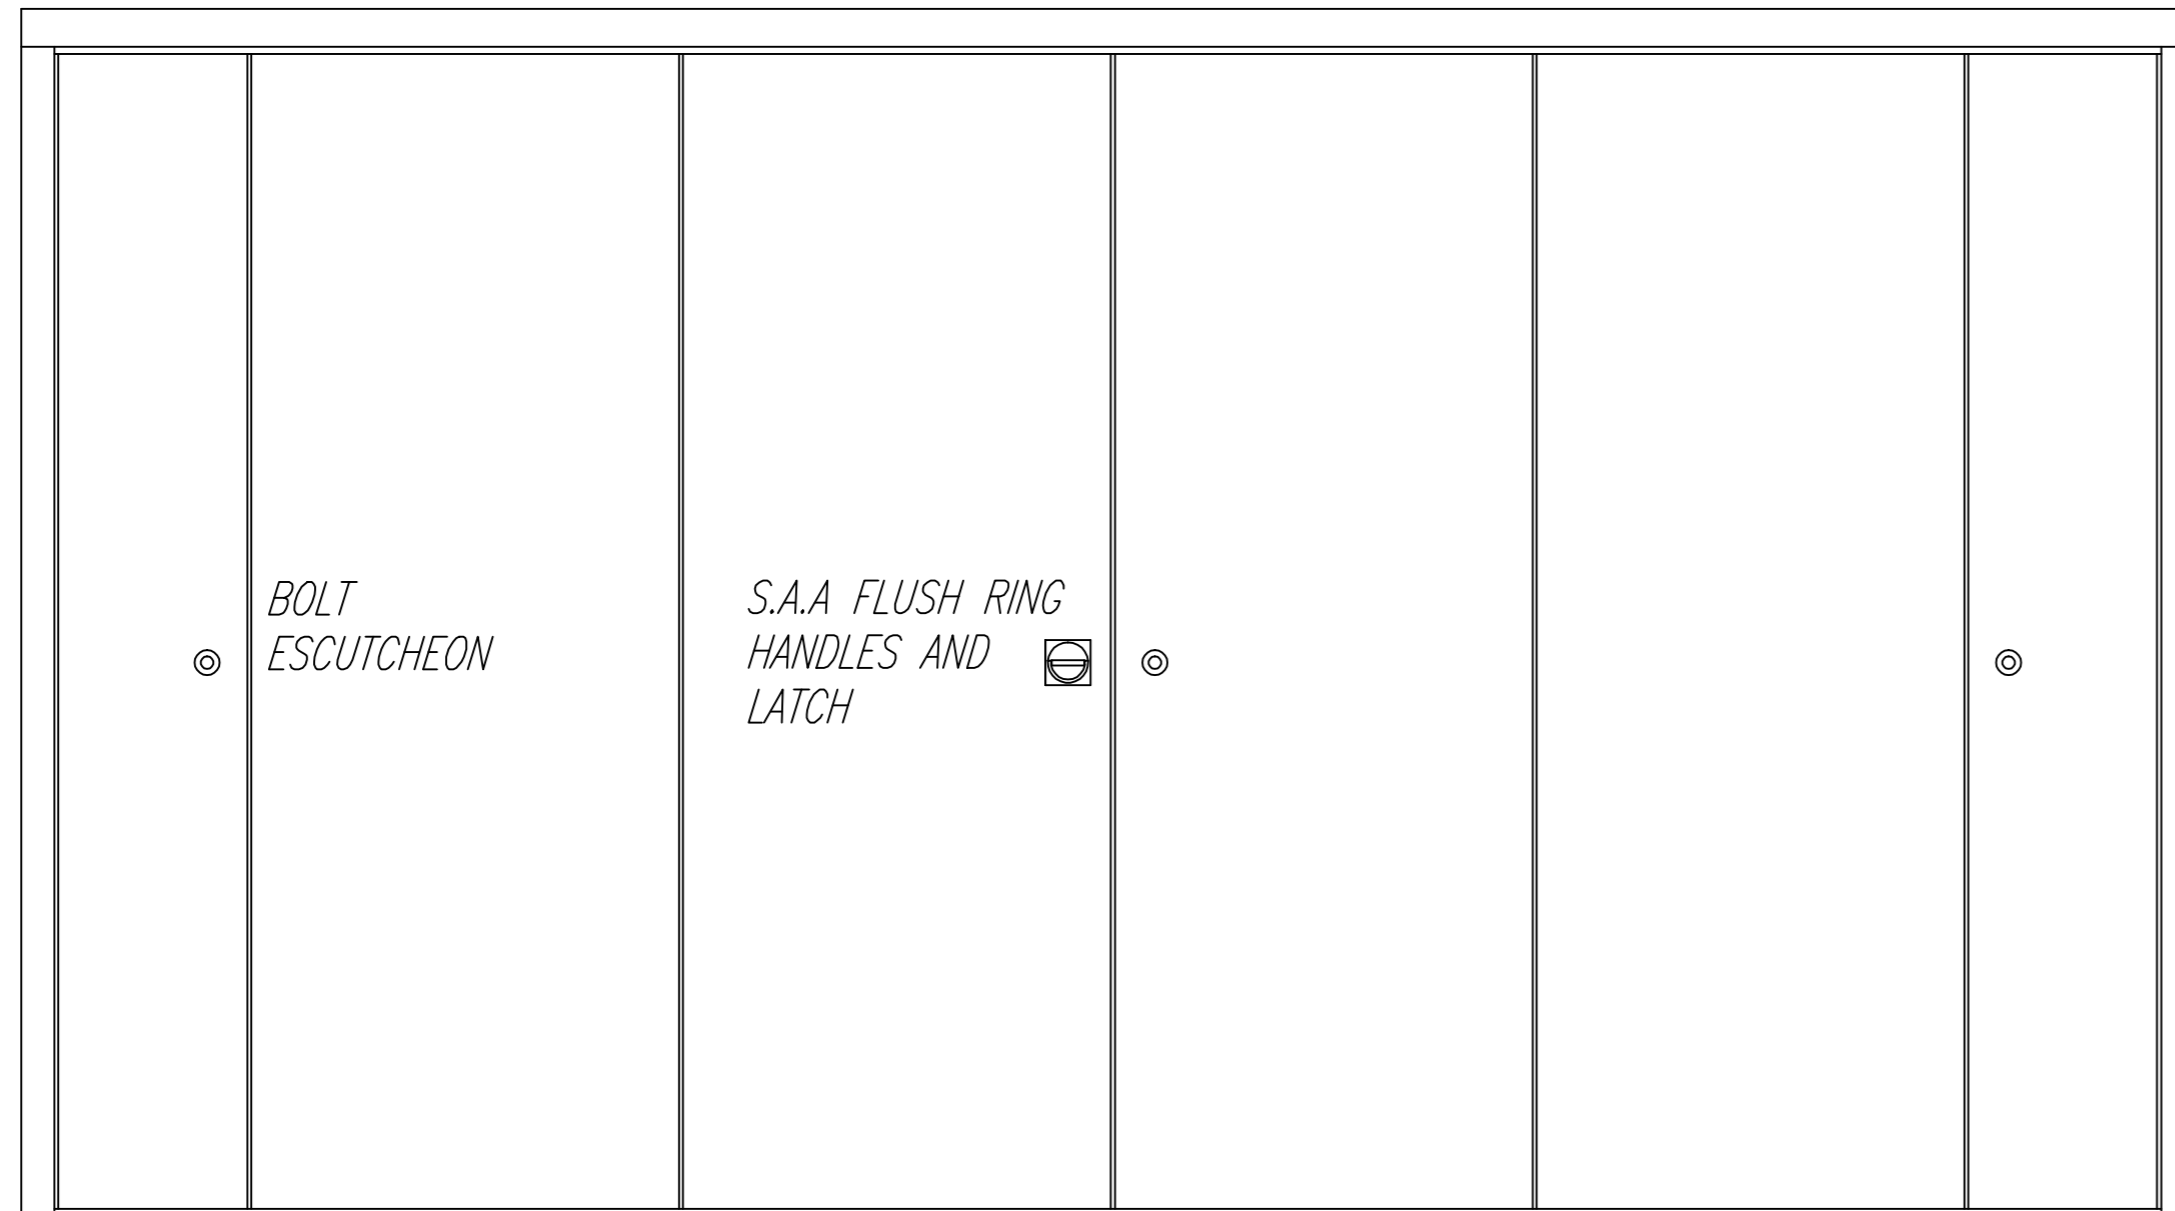 BOLT
ESCUTCHEON
S.A.A FLUSH RING
HANDLES AND
LATCH